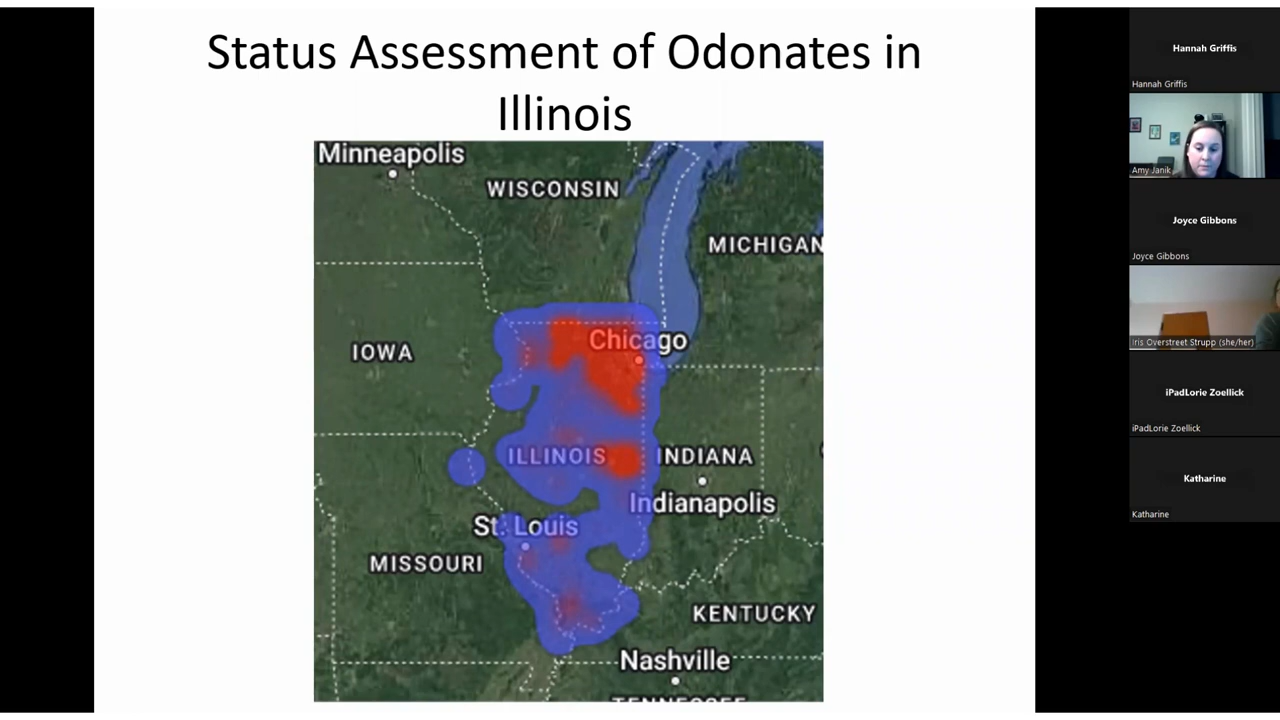 Status Assessment of Odonates in
Illinois
Minneapolis
WISCONSIN
MICHIGAN
Chicago
IOWA
ILLINOIS
INDIANA
Indianapolis
St. Louis
MISSOURI
KENTUCKY
Nashville
TENNESSEE
Hannah Griffis
Hannah Griffis
Amy Janik
Joyce Gibbons
Joyce Gibbons
Iris Overstreet Strupp (she/her)
iPadLorie Zoellick
iPadLorie Zoellick
Katharine
Katharine